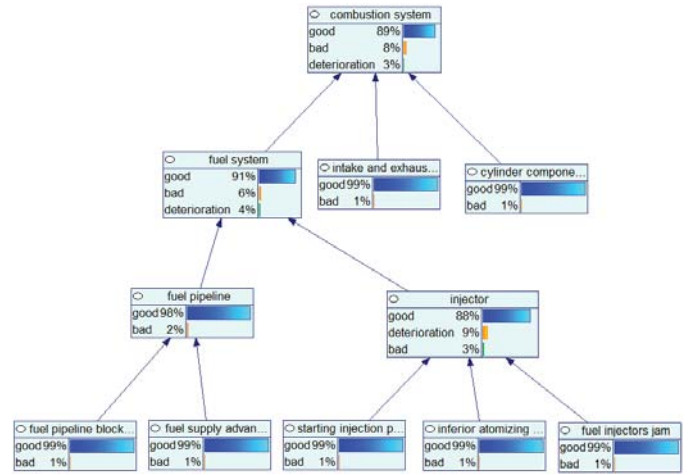 combustion system
good 89%
bad 8%
deterioration 3%
fuel system
good 91%
bad 6%
deterioration 4%
intake and exhaus...
good 99%
bad 1%
cylinder compone...
good 99%
bad 1%
fuel pipeline
good 98%
bad 2%
injector
good 88%
deterioration 9%
bad 3%
fuel pipeline block...
good 99%
bad 1%
fuel supply advan...
good 99%
bad 1%
starting injection p...
good 99%
bad 1%
inferior atomizing ...
good 99%
bad 1%
fuel injectors jam
good 99%
bad 1%